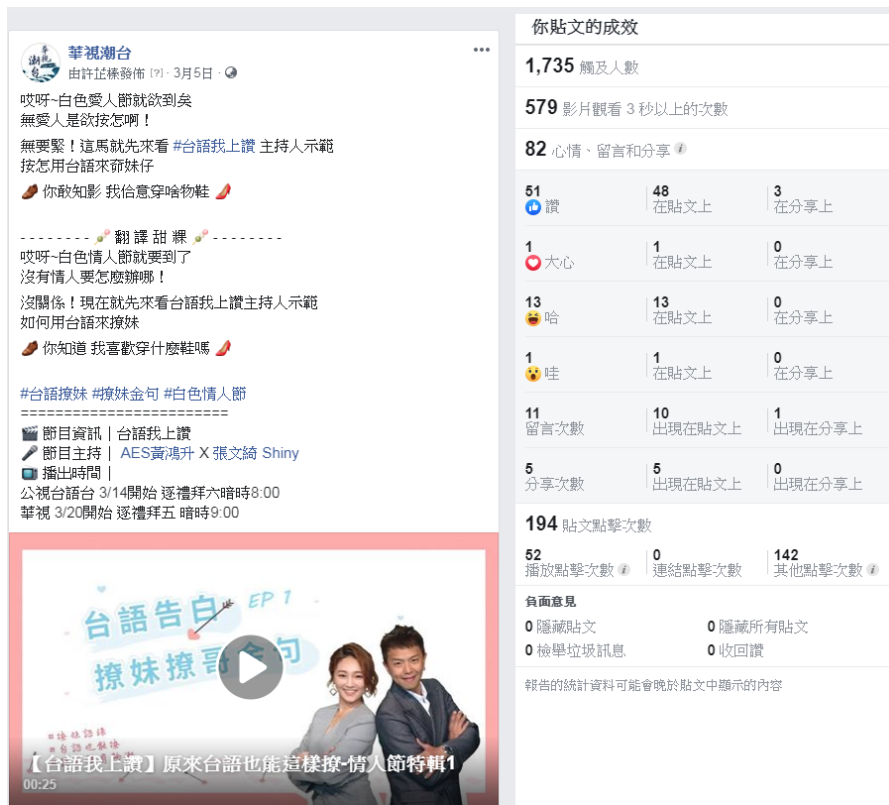 華視潮台
由許芷榛發佈 [?] · 3月5日 ·
哎呀~白色愛人節就欲到矣
無愛人是欲按怎啊！
無要緊！這馬就先來看 #台語我上讚 主持人示範
按怎用台語來奅妹仔
你敢知影 我佮意穿啥物鞋
- - - - - - - - 翻 譯 甜 粿 - - - - - - - -
哎呀~白色情人節就要到了
沒有情人要怎麼辦哪！
沒關係！現在就先來看台語我上讚主持人示範
如何用台語來撩妹
你知道 我喜歡穿什麼鞋嗎
#台語撩妹 #撩妹金句 #白色情人節
========================
節目資訊｜台語我上讚
節目主持｜ AES黃鴻升 X 張文綺 Shiny
播出時間｜
公視台語台 3/14開始 逐禮拜六暗時8:00
華視 3/20開始 逐禮拜五 暗時9:00
台語告白 EP 1
撩妹撩哥金句
#撩妹語錄
【台語我上讚】原來台語也能這樣撩-情人節特輯1
00:25
你貼文的成效
1,735 觸及人數
579 影片觀看 3 秒以上的次數
82 心情、留言和分享
51 48 3
讚 在貼文上 在分享上
1 1 0
大心 在貼文上 在分享上
13 13 0
哈 在貼文上 在分享上
1 1 0
哇 在貼文上 在分享上
11 10 1
留言次數 出現在貼文上 出現在分享上
5 5 0
分享次數 出現在貼文上 出現在分享上
194 貼文點擊次數
52 0 142
播放點擊次數 連結點擊次數 其他點擊次數
負面意見
0 隱藏貼文 0 隱藏所有貼文
0 檢舉垃圾訊息 0 收回讚
報告的統計資料可能會晚於貼文中顯示的內容